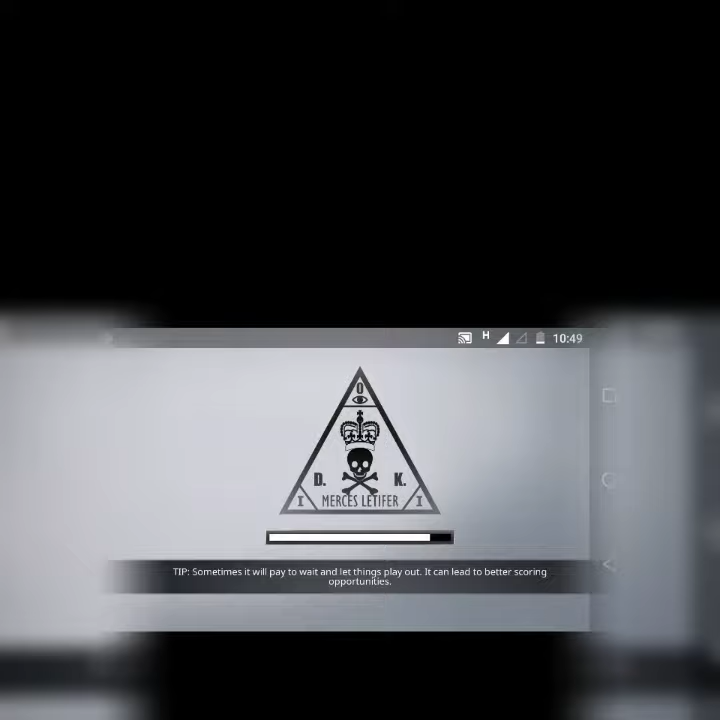 H 10:49
O
D. K.
I MERCES LETIFER I
TIP: Sometimes it will pay to wait and let things play out. It can lead to better scoring
opportunities.